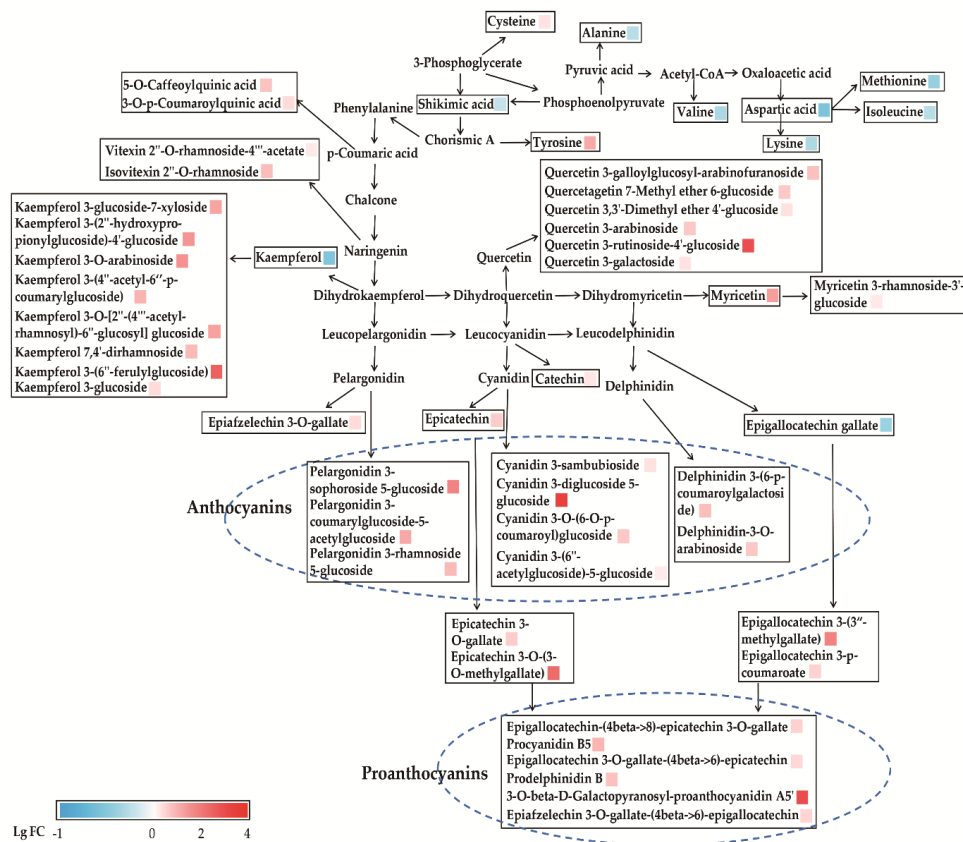 Cysteine
Alanine
3-Phosphoglycerate
Pyruvic acid
Acetyl-CoA
Oxaloacetic acid
5-O-Caffeoylquinic acid
3-O-p-Coumaroylquinic acid
Methionine
Phenylalanine
Shikimic acid
Phosphoenolpyruvate
Valine
Aspartic acid
Isoleucine
Chorismic A
Tyrosine
Lysine
p-Coumaric acid
Vitexin 2"-O-rhamnoside-4'"-acetate
Isovitexin 2"-O-rhamnoside
Quercetin 3-galloylglucosyl-arabinofuranoside
Quercetagetin 7-Methyl ether 6-glucoside
Quercetin 3,3'-Dimethyl ether 4'-glucoside
Quercetin 3-arabinoside
Quercetin 3-rutinoside-4'-glucoside
Quercetin 3-galactoside
Chalcone
Kaempferol 3-glucoside-7-xyloside
Kaempferol 3-(2"-hydroxypro-
pionylglucoside)-4'-glucoside
Kaempferol 3-O-arabinoside
Kaempferol 3-(4"-acetyl-6"-p-
coumarylglucoside)
Kaempferol 3-O-[2"-(4'"-acetyl-
rhamnosyl)-6"-glucosyl] glucoside
Kaempferol 7,4'-dirhamnoside
Kaempferol 3-(6"-ferulylglucoside)
Kaempferol 3-glucoside
Naringenin
Kaempferol
Quercetin
Dihydrokaempferol
Dihydroquercetin
Dihydromyricetin
Myricetin
Myricetin 3-rhamnoside-3'-
glucoside
Leucopelargonidin
Leucocyanidin
Leucodelphinidin
Pelargonidin
Cyanidin
Catechin
Delphinidin
Epiafzelechin 3-O-gallate
Epicatechin
Epigallocatechin gallate
Anthocyanins
Pelargonidin 3-
sophoroside 5-glucoside
Pelargonidin 3-
coumarylglucoside-5-
acetylglucoside
Pelargonidin 3-rhamnoside
5-glucoside
Cyanidin 3-sambubioside
Cyanidin 3-diglucoside 5-
glucoside
Cyanidin 3-O-(6-O-p-
coumaroyl)glucoside
Cyanidin 3-(6"-
acetylglucoside)-5-glucoside
Delphinidin 3-(6-p-
coumaroylgalactosi
de)
Delphinidin-3-O-
arabinoside
Epicatechin 3-
O-gallate
Epicatechin 3-O-(3-
O-methylgallate)
Epigallocatechin 3-(3"-
methylgallate)
Epigallocatechin 3-p-
coumaroate
Proanthocyanins
Epigallocatechin-(4beta->8)-epicatechin 3-O-gallate
Procyanidin B5
Epigallocatechin 3-O-gallate-(4beta->6)-epicatechin
Prodelphinidin B
3-O-beta-D-Galactopyranosyl-proanthocyanidin A5'
Epiafzelechin 3-O-gallate-(4beta->6)-epigallocatechin
Lg FC -1 0 2 4